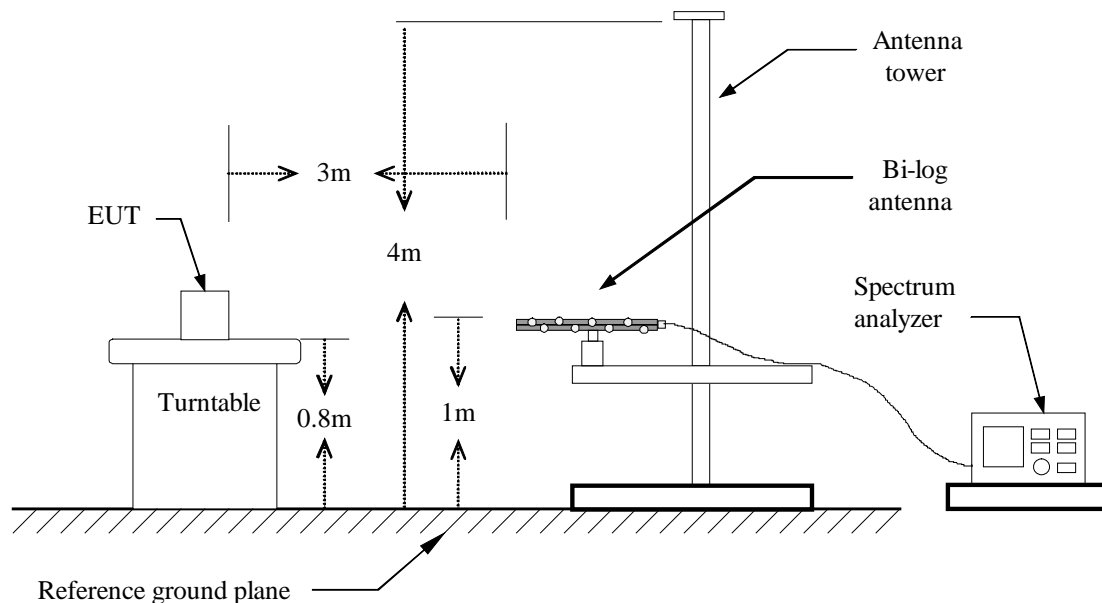 Antenna
tower
3m
Bi-log
antenna
EUT
4m
Spectrum
analyzer
Turntable
0.8m
1m
Reference ground plane